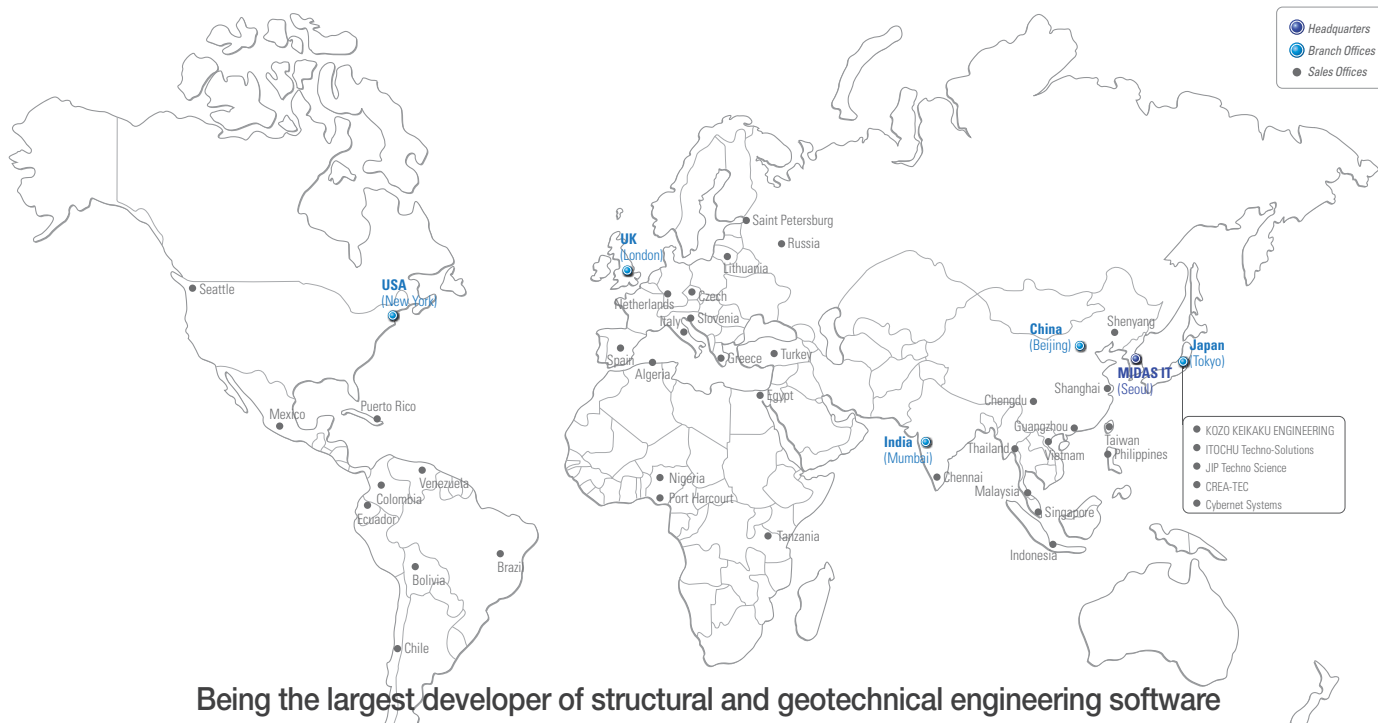 Headquarters
Branch Offices
Sales Offices
Saint Petersburg
Russia
UK
(London)
Lithuania
USA
(New York)
Seattle
Netherlands
Czech
Slovenia
Italy
Spain
Algeria
Greece
Turkey
Egypt
China
(Beijing)
Shenyang
Japan
(Tokyo)
MIDAS IT
(Seoul)
Shanghai
Chengdu
Guangzhou
Taiwan
Philippines
Thailand
Vietnam
India
(Mumbai)
Chennai
Malaysia
Singapore
Indonesia
KOZO KEIKAKU ENGINEERING
ITOCHU Techno-Solutions
JIP Techno Science
CREA-TEC
Cybernet Systems
Mexico
Puerto Rico
Venezuela
Colombia
Ecuador
Nigeria
Port Harcourt
Tanzania
Brazil
Bolivia
Chile
Being the largest developer of structural and geotechnical engineering software